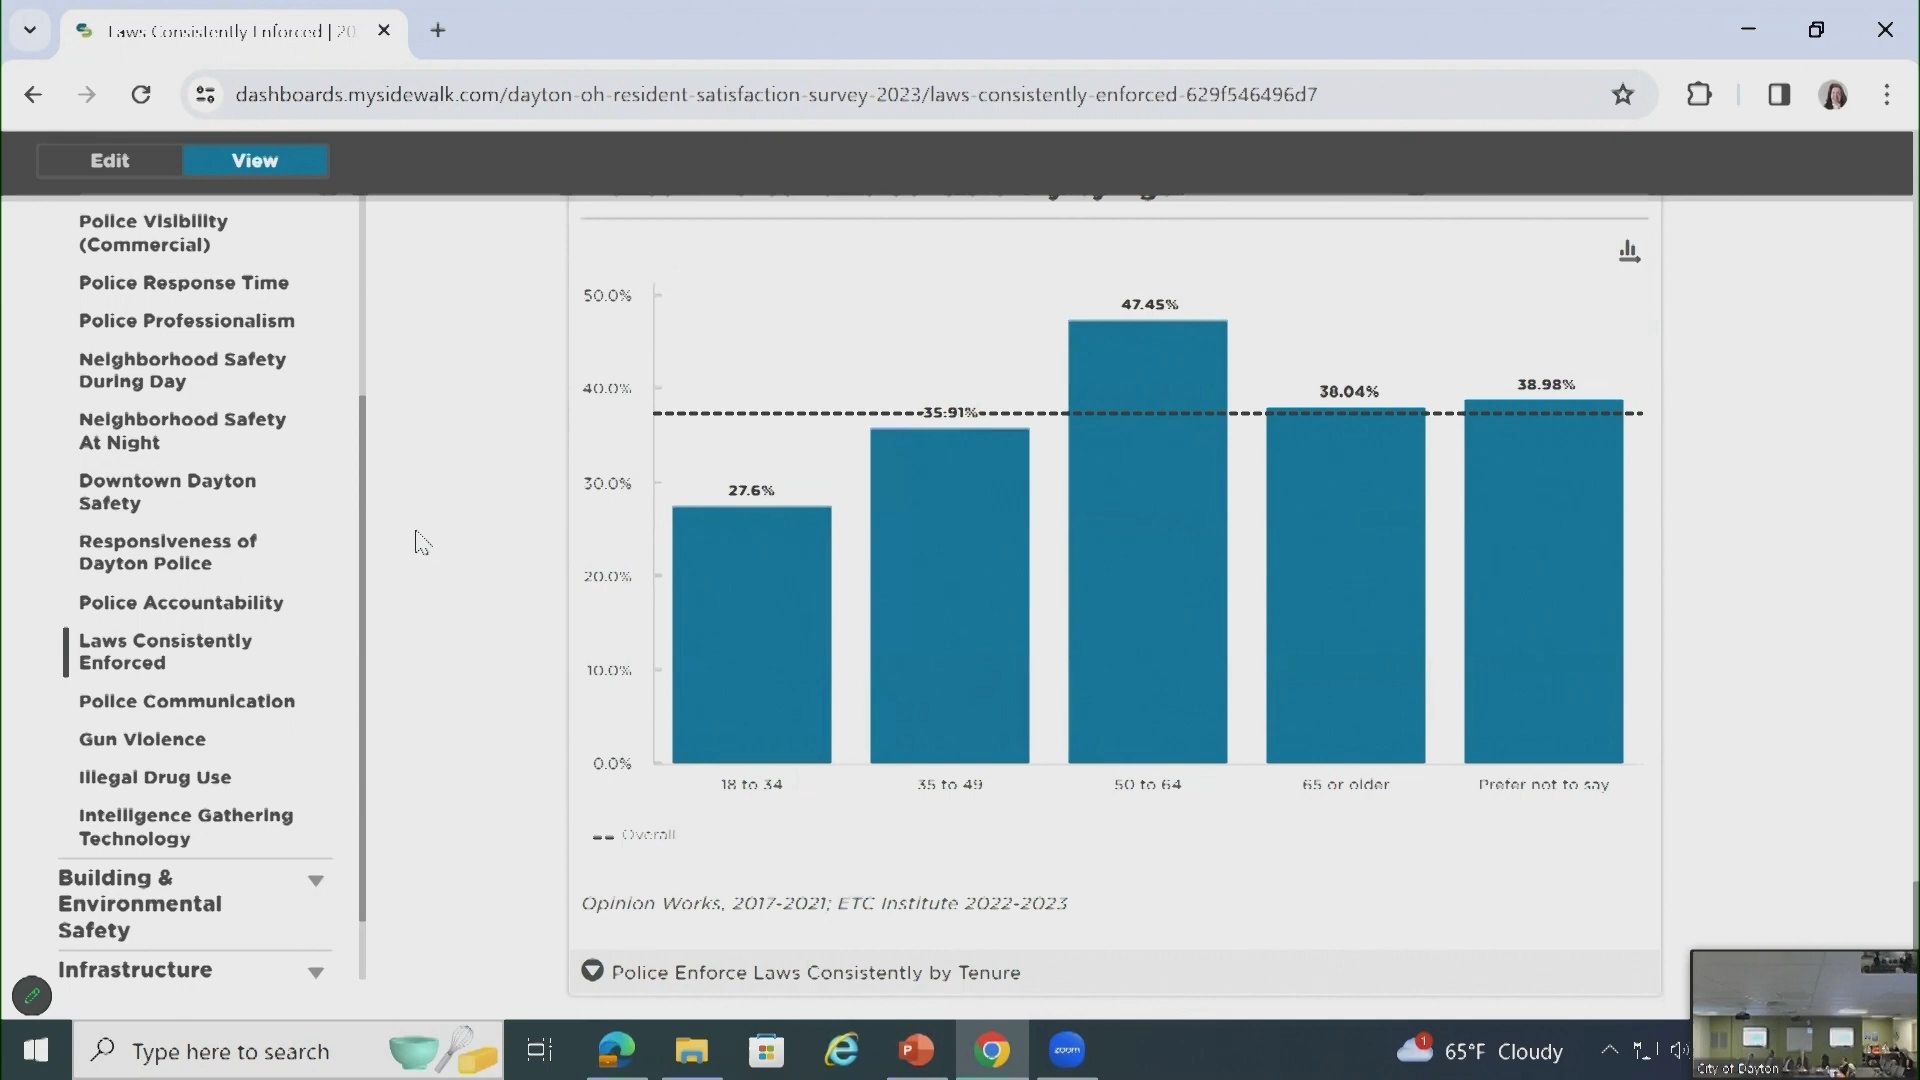 Laws Consistently Enforced | 20
dashboards.mysidewalk.com/dayton-oh-resident-satisfaction-survey-2023/laws-consistently-enforced-629f546496d7
Edit
View
Police Visibility
(Commercial)
Police Response Time
Police Professionalism
Neighborhood Safety
During Day
Neighborhood Safety
At Night
Downtown Dayton
Safety
Responsiveness of
Dayton Police
Police Accountability
Laws Consistently
Enforced
Police Communication
Gun Violence
Illegal Drug Use
Intelligence Gathering
Technology
Building &
Environmental
Safety
Infrastructure
50.0%
40.0%
30.0%
20.0%
10.0%
0.0%
27.6%
35.91%
47.45%
38.04%
38.98%
18 to 34
35 to 49
50 to 64
65 or older
Prefer not to say
Overall
Opinion Works, 2017-2021; ETC Institute 2022-2023
Police Enforce Laws Consistently by Tenure
Type here to search
P
zoom
1
65°F Cloudy
City of Dayton